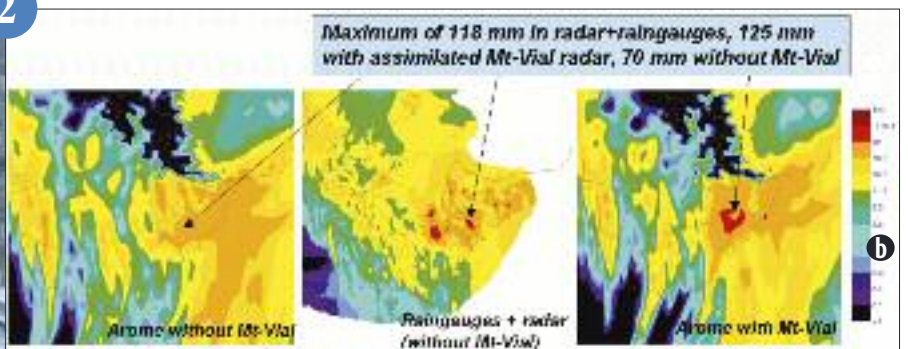 2
Maximum of 118 mm in radar+raingauges, 125 mm
with assimilated Mt-Vial radar, 70 mm without Mt-Vial
b
Arome without Mt-Vial
Raingauges + radar
(without Mt-Vial)
Arome with Mt-Vial